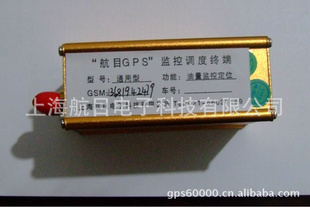 “航目GPS”监控调度终端
型号：通用型 功能：油量监控定位
GSM: 车号：
上海航目电子科技有限公司
gps60000.cn.alibaba.com